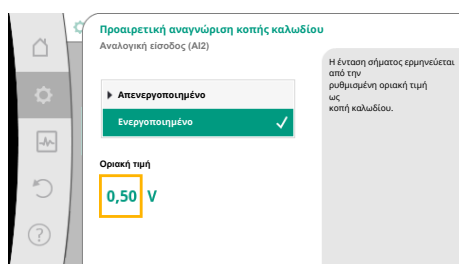 Προαιρετική αναγνώριση κοπής καλωδίου
Αναλογική είσοδος (AI2)
Η ένταση σήματος ερμηνεύεται
από την
ρυθμισμένη οριακή τιμή
ως
κοπή καλωδίου.
Απενεργοποιημένο
Ενεργοποιημένο
Οριακή τιμή
0,50 V